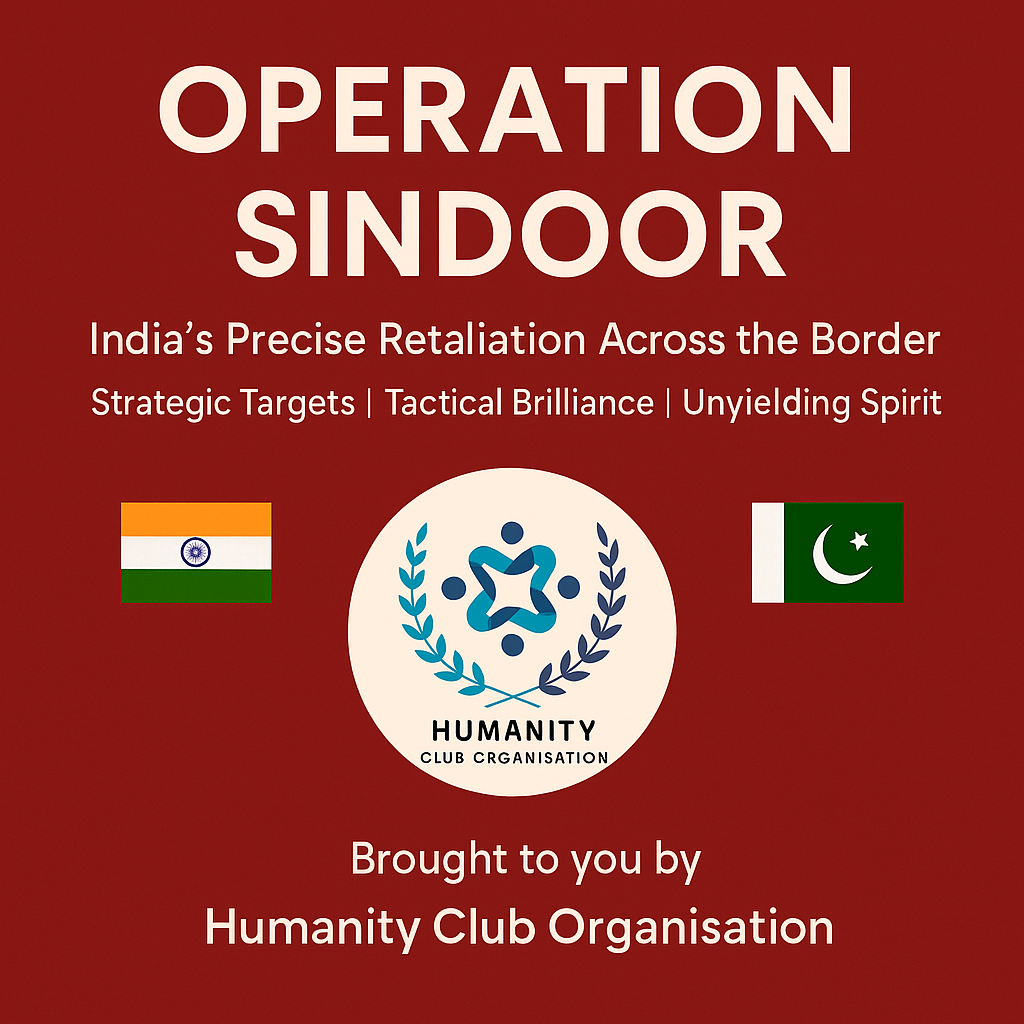 OPERATION
SINDOOR
India's Precise Retaliation Across the Border
Strategic Targets | Tactical Brilliance | Unyielding Spirit
HUMANITY
CLUB CRGANISATION
Brought to you by
Humanity Club Organisation